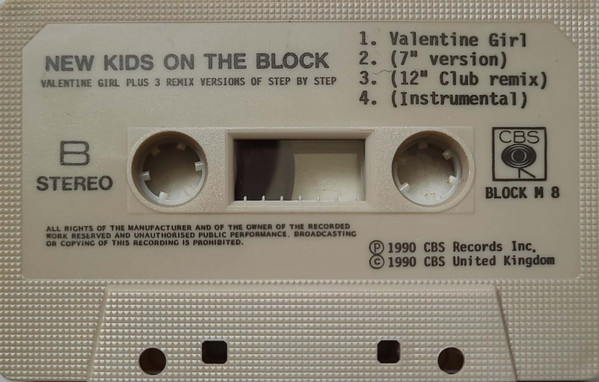 NEW KIDS ON THE BLOCK
VALENTINE GIRL PLUS 3 REMIX VERSIONS OF STEP BY STEP
1. Valentine Girl
2. (7" version)
3. (12" Club remix)
4. (Instrumental)
B
STEREO
CBS
BLOCK M 8
ALL RIGHTS OF THE MANUFACTURER AND OF THE OWNER OF THE RECORDED
WORK RESERVED AND UNAUTHORISED PUBLIC PERFORMANCE, BROADCASTING
OR COPYING OF THIS RECORDING IS PROHIBITED.
℗ 1990 CBS Records Inc.
© 1990 CBS United Kingdom